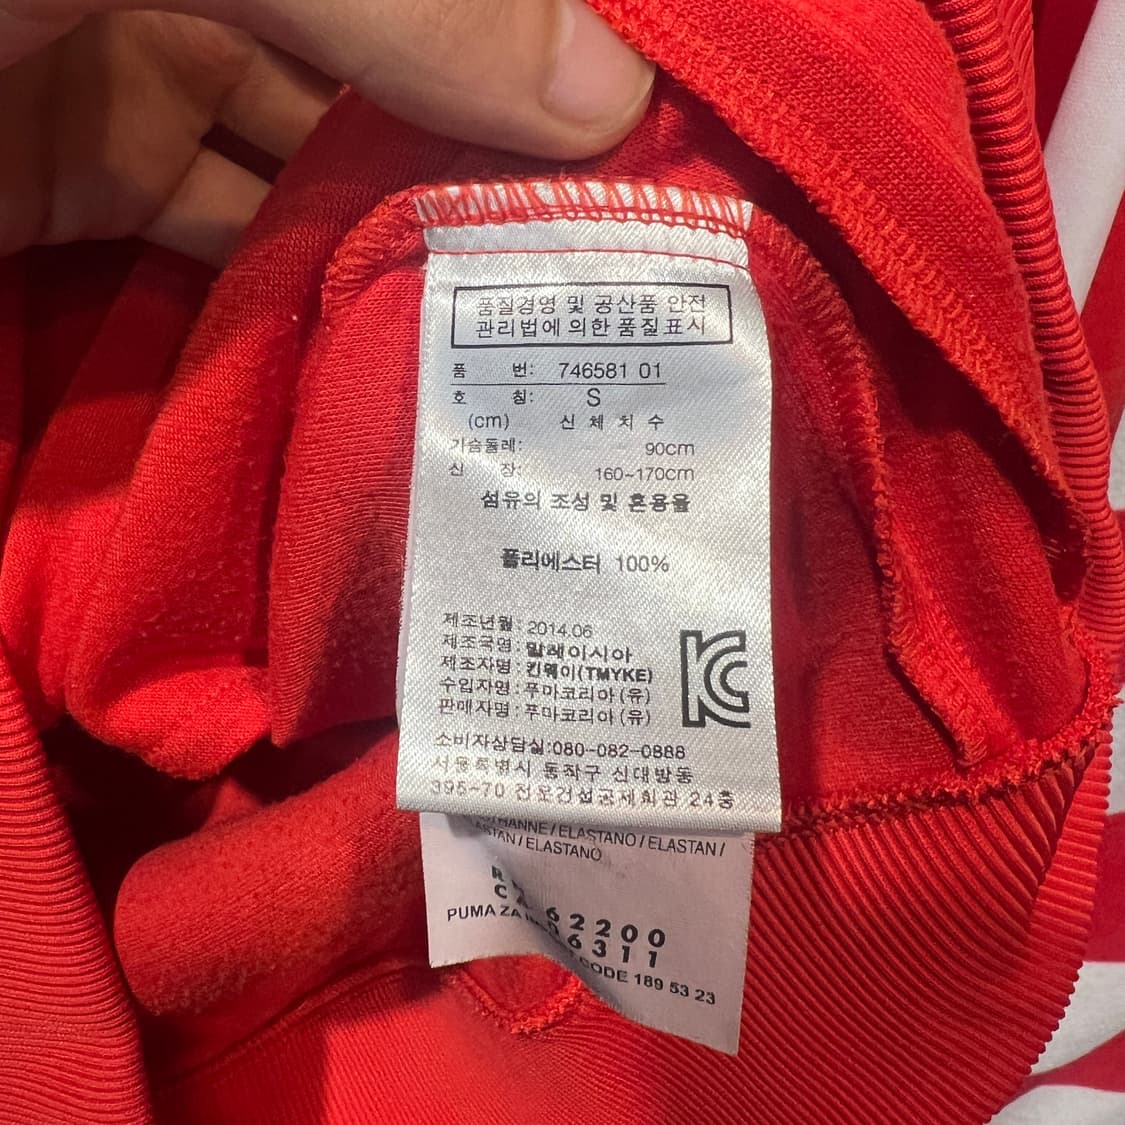 품질경영 및 공산품 안전
관리법에 의한 품질표시
품 번: 746581 01
호 칭: S
(cm) 신 체 치 수
가슴둘레: 90cm
신 장: 160~170cm
섬유의 조성 및 혼용율
폴리에스터 100%
제조년월: 2014.06
제조국명: 말레이시아
제조자명: 킨웨이(TMYKE)
수입자명: 푸마코리아(유)
판매자명: 푸마코리아(유)
KC
소비자상담실:080-082-0888
서울특별시 동작구 신대방동
395-70 전문건설공제회관 24층
HANNE / ELASTANO / ELASTAN /
ASTAN / ELASTANO
R
CA 62200
PUMA ZA 06311
CODE 189 53 23